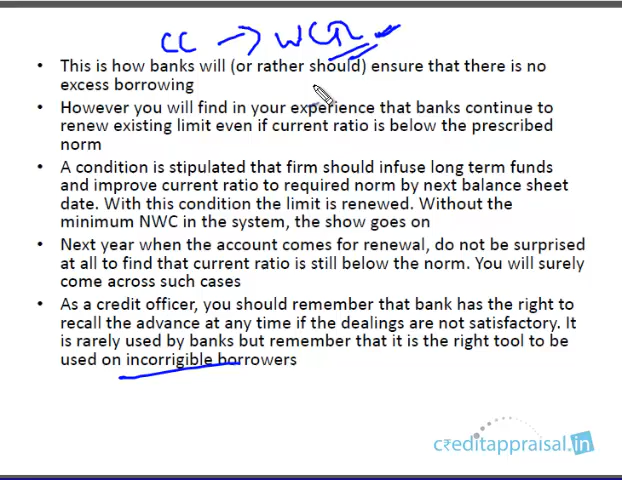 CC → WCR
• This is how banks will (or rather should) ensure that there is no
excess borrowing
• However you will find in your experience that banks continue to
renew existing limit even if current ratio is below the prescribed
norm
• A condition is stipulated that firm should infuse long term funds
and improve current ratio to required norm by next balance sheet
date. With this condition the limit is renewed. Without the
minimum NWC in the system, the show goes on
• Next year when the account comes for renewal, do not be surprised
at all to find that current ratio is still below the norm. You will surely
come across such cases
• As a credit officer, you should remember that bank has the right to
recall the advance at any time if the dealings are not satisfactory. It
is rarely used by banks but remember that it is the right tool to be
used on incorrigible borrowers
c₹editappraisal.in